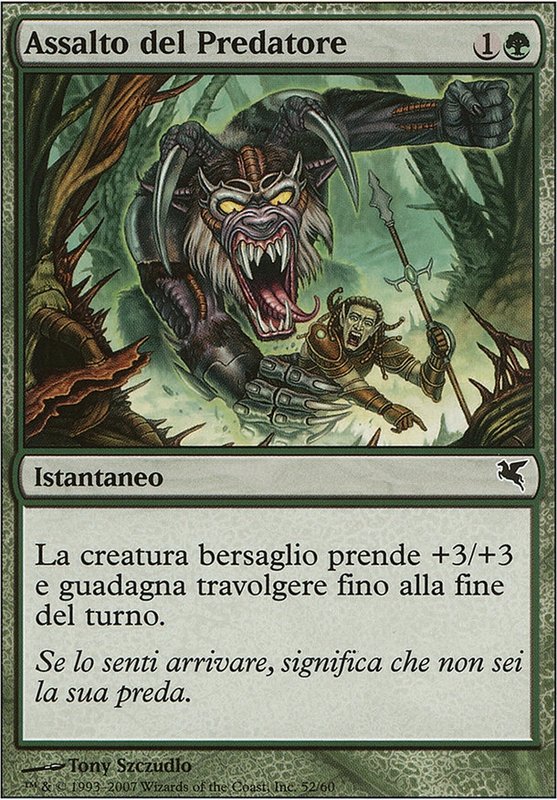 Assalto del Predatore 1
Istantaneo
La creatura bersaglio prende +3/+3
e guadagna travolgere fino alla fine
del turno.
Se lo senti arrivare, significa che non sei
la sua preda.
Tony Szczudlo
™ & © 1993–2007 Wizards of the Coast, Inc. 52/60